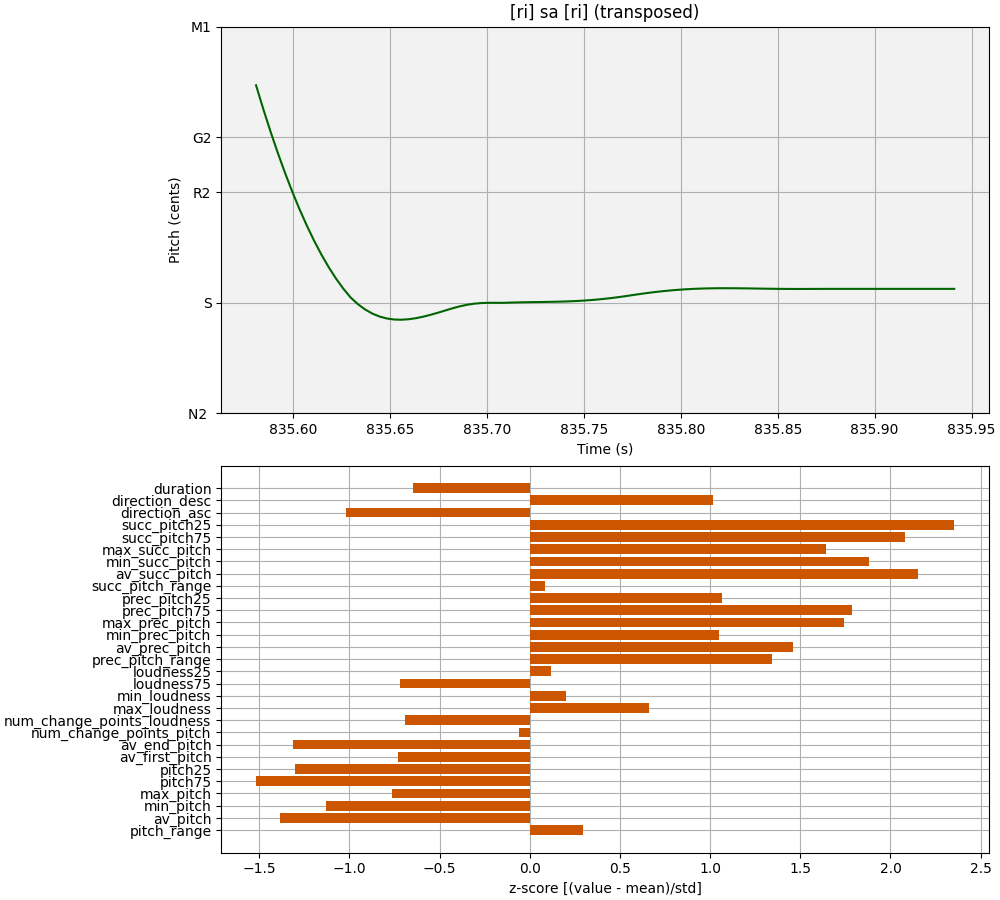 [ri] sa [ri] (transposed)
M1
G2
R2
S
N2
Pitch (cents)
835.60 835.65 835.70 835.75 835.80 835.85 835.90 835.95
Time (s)
duration
direction_desc
direction_asc
succ_pitch25
succ_pitch75
max_succ_pitch
min_succ_pitch
av_succ_pitch
succ_pitch_range
prec_pitch25
prec_pitch75
max_prec_pitch
min_prec_pitch
av_prec_pitch
prec_pitch_range
loudness25
loudness75
min_loudness
max_loudness
num_change_points_loudness
num_change_points_pitch
av_end_pitch
av_first_pitch
pitch25
pitch75
max_pitch
min_pitch
av_pitch
pitch_range
−1.5 −1.0 −0.5 0.0 0.5 1.0 1.5 2.0 2.5
z-score [(value - mean)/std]